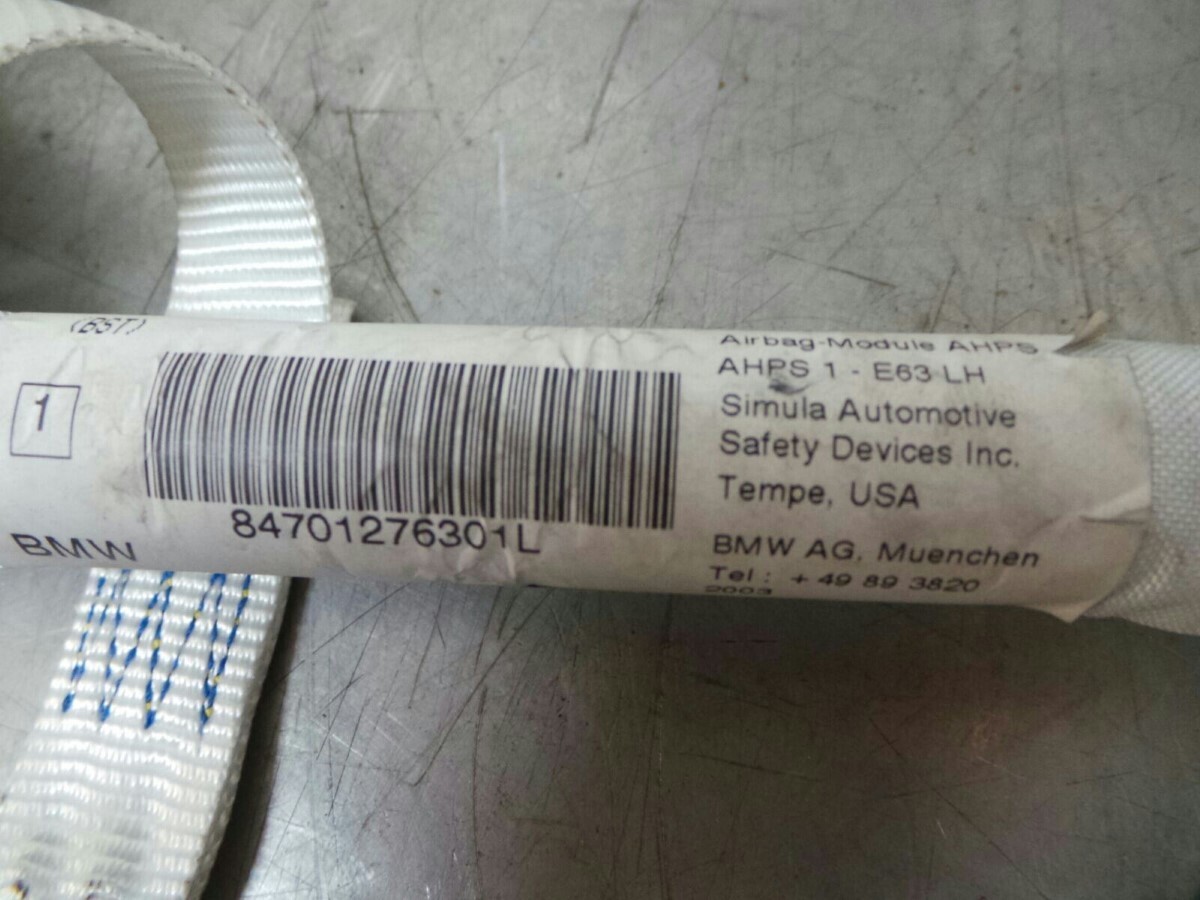 (BST)
1
84701276301L
BMW
Airbag-Module AHPS
AHPS 1 - E63 LH
Simula Automotive
Safety Devices Inc.
Tempe, USA
BMW AG, Muenchen
Tel : + 49 89 3820
2003